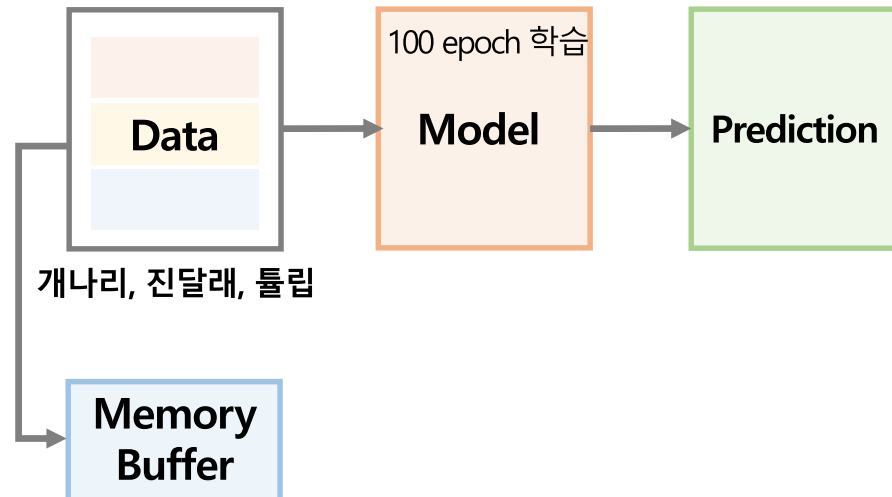 100 epoch 학습
Data
Model
Prediction
개나리, 진달래, 튤립
Memory
Buffer